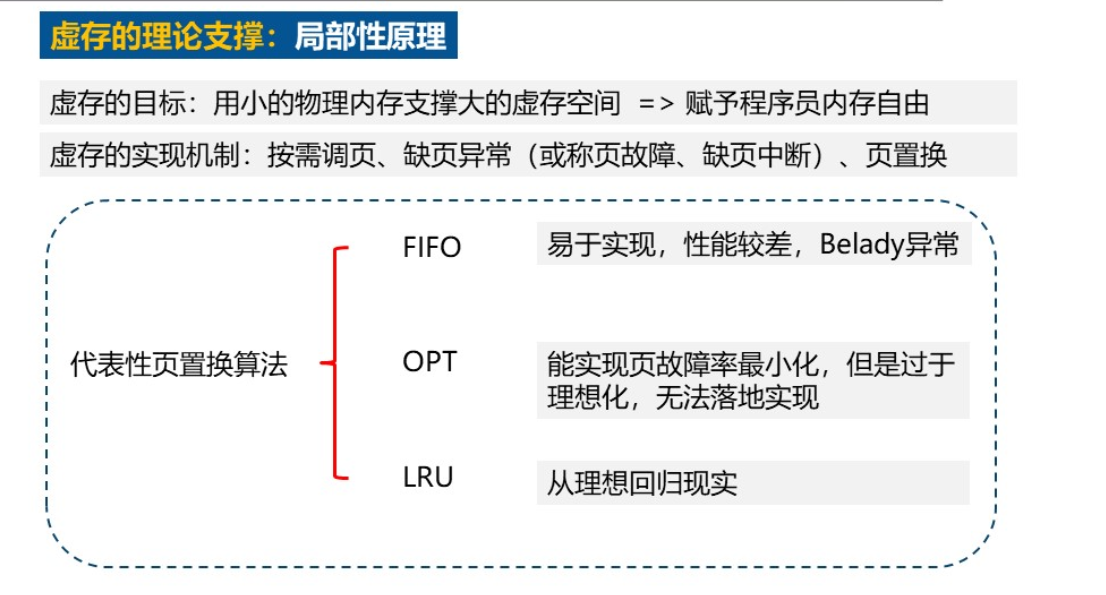 虚存的理论支撑：局部性原理
虚存的目标：用小的物理内存支撑大的虚存空间 => 赋予程序员内存自由
虚存的实现机制：按需调页、缺页异常（或称页故障、缺页中断）、页置换
代表性页置换算法
FIFO
易于实现，性能较差，Belady异常
OPT
能实现页故障率最小化，但是过于
理想化，无法落地实现
LRU
从理想回归现实